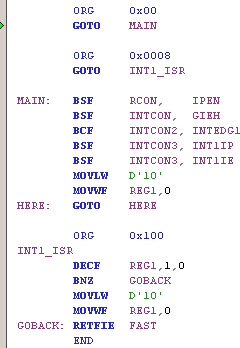 ORG 0x00
GOTO MAIN
ORG 0x0008
GOTO INT1_ISR
MAIN: BSF RCON, IPEN
BSF INTCON, GIEH
BCF INTCON2, INTEDG1
BSF INTCON3, INT1IP
BSF INTCON3, INT1IE
MOVLW D'10'
MOVWF REG1,0
HERE: GOTO HERE
ORG 0x100
INT1_ISR
DECF REG1,1,0
BNZ GOBACK
MOVLW D'10'
MOVWF REG1,0
GOBACK: RETFIE FAST
END